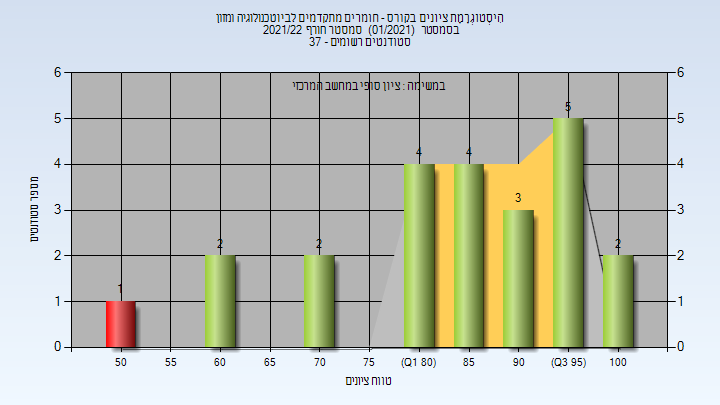 הִיסְטוגְרָמַת ציונים בקורס - חומרים מתקדמים לביוטכנולוגיה ומזון
בסמסטר (01/2021) סמסטר חורף 2021/22
סטודנטים רשומים - 37
במשימה : ציון סופי במחשב המרכזי
מספר סטודנטים
6 6
5 5 5
4 4 4 4
3 3 3
2 2 2 2 2
1 1 1
0 0
50 55 60 65 70 75 (Q1 80) 85 90 (Q3 95) 100
טווח ציונים